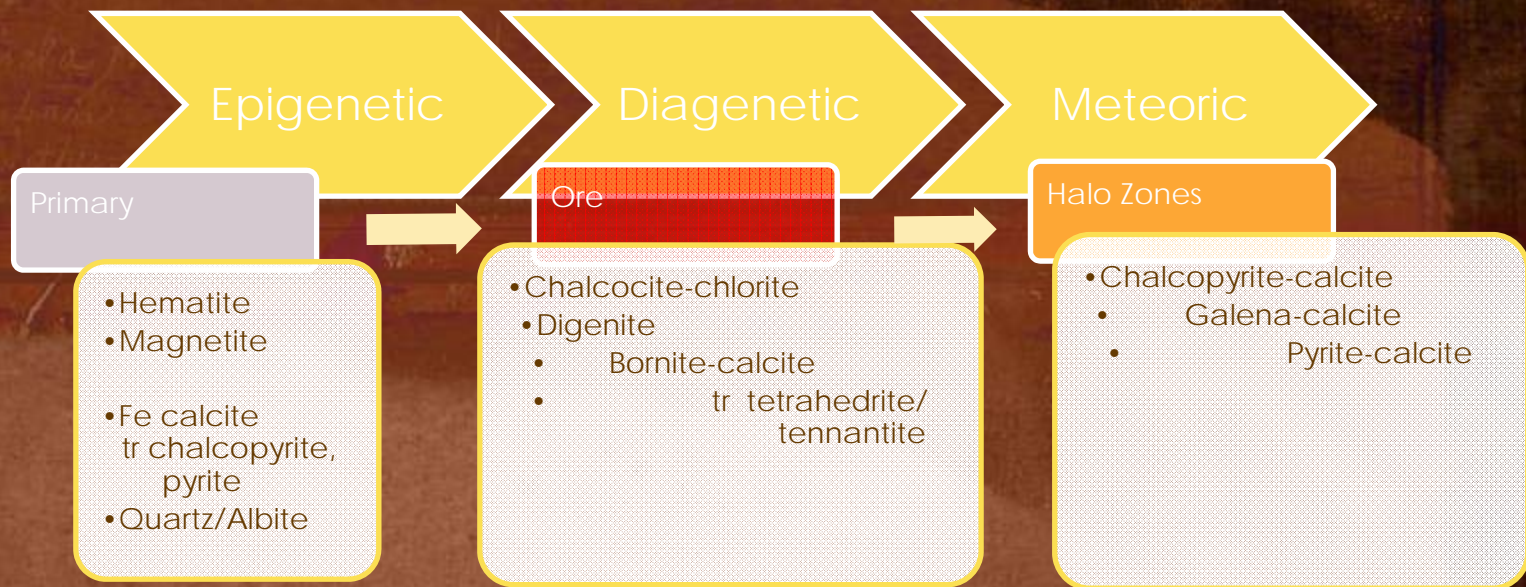 Epigenetic
Diagenetic
Meteoric
Primary
Ore
Halo Zones
•Hematite
•Magnetite
•Fe calcite
tr chalcopyrite,
pyrite
•Quartz/Albite
•Chalcocite-chlorite
•Digenite
• Bornite-calcite
• tr tetrahedrite/
tennantite
•Chalcopyrite-calcite
• Galena-calcite
• Pyrite-calcite